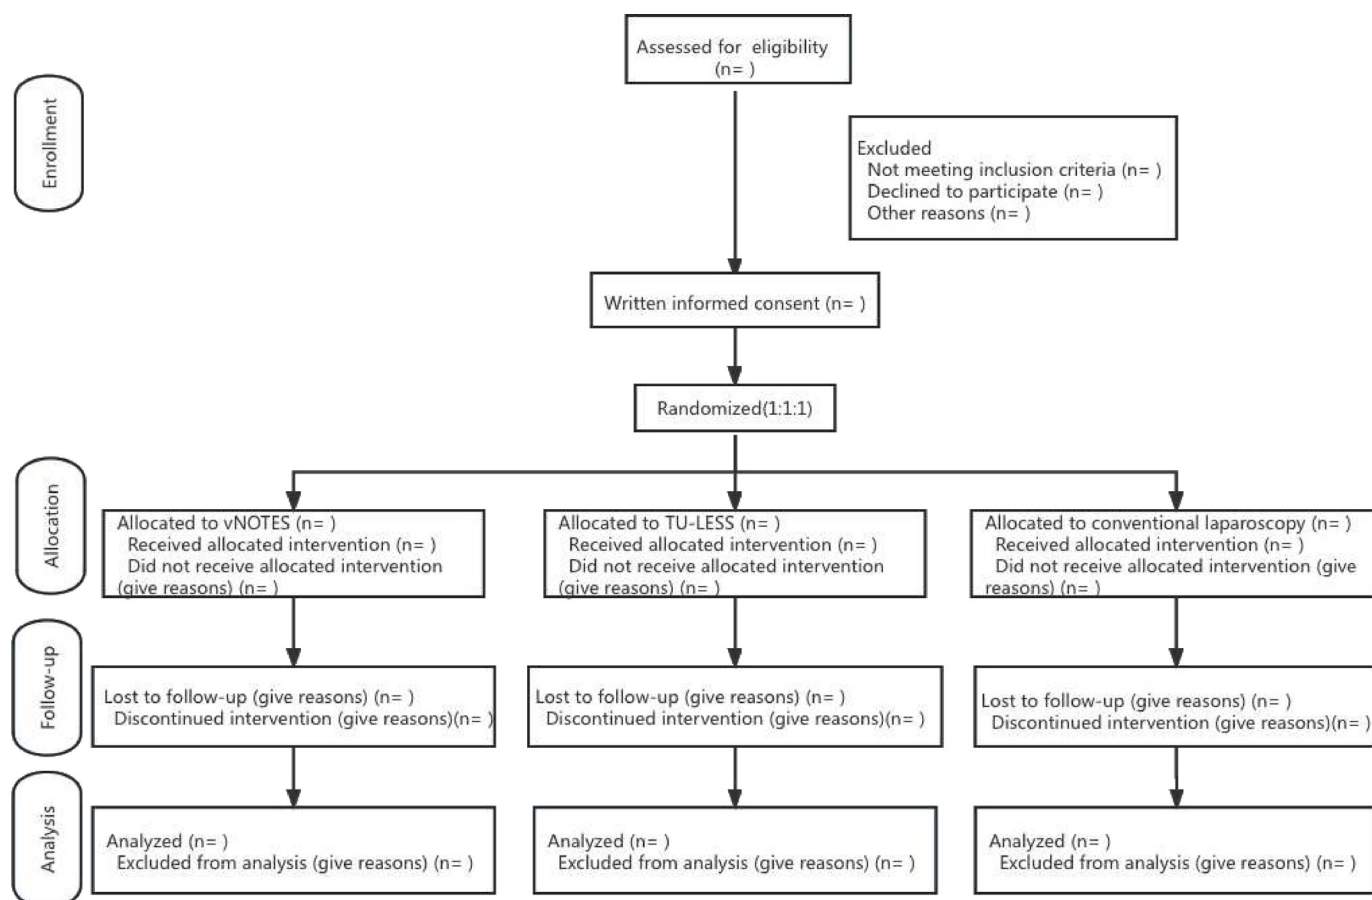 Assessed for eligibility
(n= )
Enrollment
Excluded
Not meeting inclusion criteria (n= )
Declined to participate (n= )
Other reasons (n= )
Written informed consent (n= )
Randomized(1:1:1)
Allocation
Allocated to vNOTES (n= )
Received allocated intervention (n= )
Did not receive allocated intervention
(give reasons) (n= )
Allocated to TU-LESS (n= )
Received allocated intervention (n= )
Did not receive allocated intervention
(give reasons) (n= )
Allocated to conventional laparoscopy (n= )
Received allocated intervention (n= )
Did not receive allocated intervention (give
reasons) (n= )
Follow-up
Lost to follow-up (give reasons) (n= )
Discontinued intervention (give reasons)(n= )
Lost to follow-up (give reasons) (n= )
Discontinued intervention (give reasons)(n= )
Lost to follow-up (give reasons) (n= )
Discontinued intervention (give reasons)(n= )
Analysis
Analyzed (n= )
Excluded from analysis (give reasons) (n= )
Analyzed (n= )
Excluded from analysis (give reasons) (n= )
Analyzed (n= )
Excluded from analysis (give reasons) (n= )